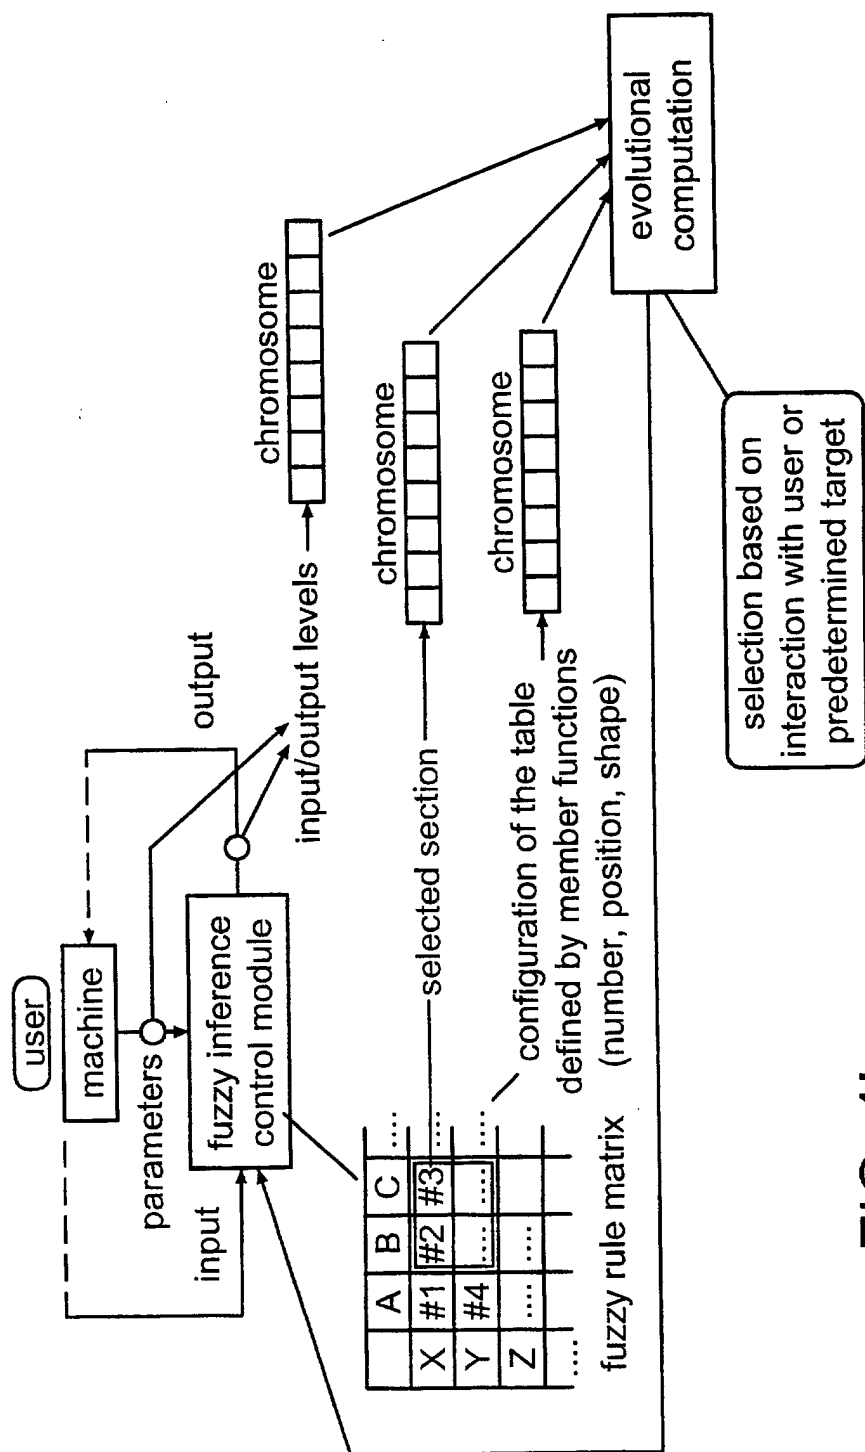 user
machine
parameters
input
fuzzy inference
control module
output
input/output levels
chromosome
selected section
chromosome
configuration of the table
defined by member functions
(number, position, shape)
chromosome
A B C ....
X #1 #2 #3 ....
Y #4 .... .... ....
Z .... ....
....
fuzzy rule matrix
evolutional
computation
selection based on
interaction with user or
predetermined target